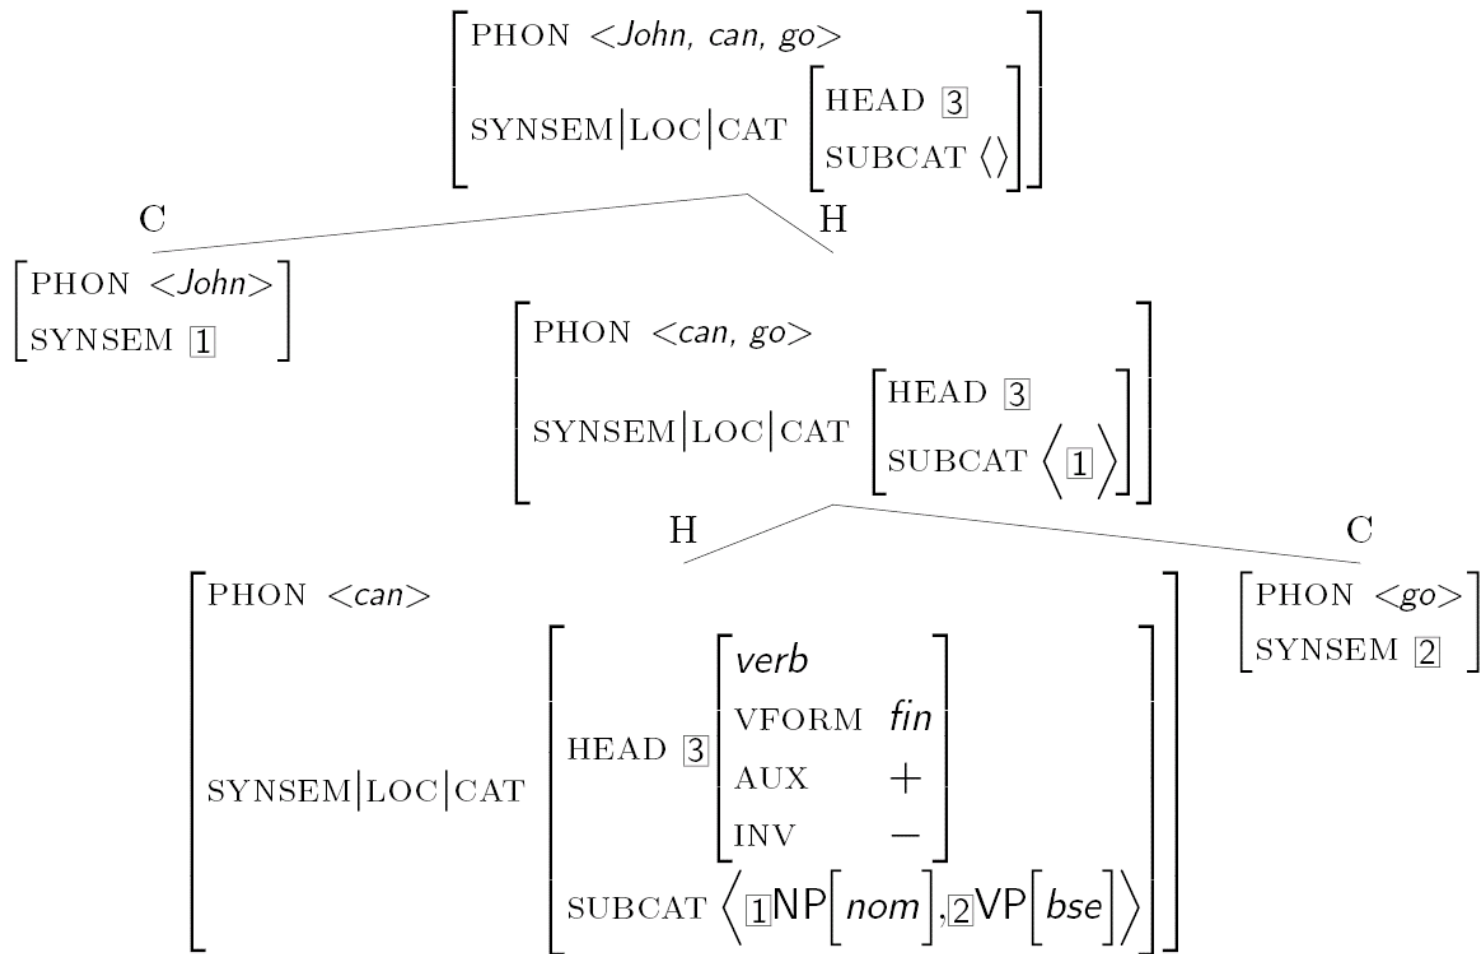 PHON <John, can, go>
SYNSEM|LOC|CAT [HEAD 3
SUBCAT ⟨⟩]
C
H
PHON <John>
SYNSEM 1
PHON <can, go>
SYNSEM|LOC|CAT [HEAD 3
SUBCAT ⟨1⟩]
H
C
PHON <can>
SYNSEM|LOC|CAT
HEAD 3
verb
VFORM fin
AUX +
INV −
SUBCAT ⟨1NP[nom],2VP[bse]⟩
PHON <go>
SYNSEM 2